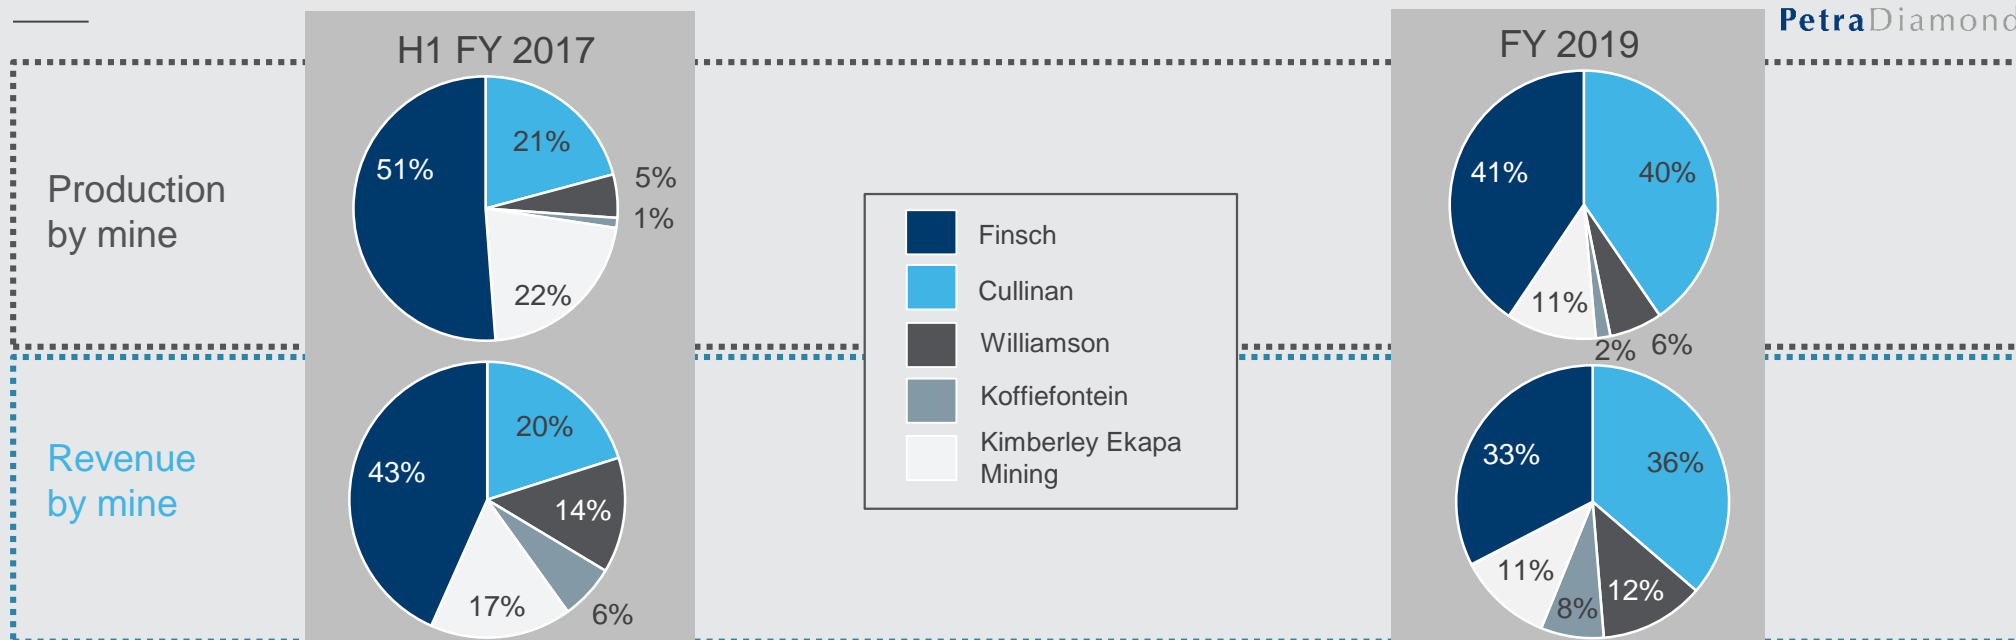 PetraDiamond
H1 FY 2017
FY 2019
Production
by mine
51%
21%
5%
1%
22%
Finsch
Cullinan
Williamson
Koffiefontein
Kimberley Ekapa
Mining
41%
40%
11%
2%
6%
Revenue
by mine
43%
20%
14%
17%
6%
33%
36%
11%
8%
12%